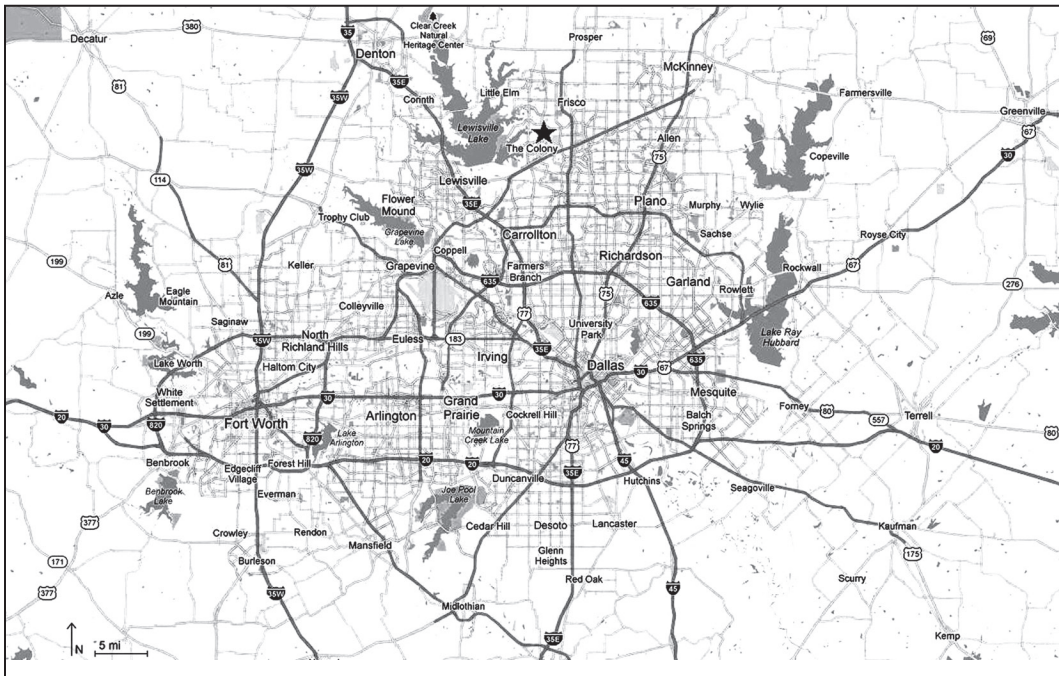 Clear Creek
Natural
Heritage Center
35
380
69
Decatur
Denton
Prosper
McKinney
81
35E
Little Elm
Farmersville
35W
Corinth
Frisco
Greenville
Lewisville
Lake
67
The Colony
Allen
30
75
Copeville
35W
114
Lewisville
Flower
Mound
35E
Plano
Murphy
Wylie
Trophy Club
Grapevine
Lake
Carrollton
Sachse
Royse City
Coppell
Richardson
199
81
Keller
Grapevine
Farmers
Branch
Rockwall
67
635
Garland
276
Azle
Eagle
Mountain
Colleyville
75
635
Rowlett
Saginaw
77
University
Park
199
35W
North
Richland Hills
Euless
183
35E
Lake Ray
Hubbard
Lake Worth
Haltom City
Irving
Dallas
30
67
635
White
Settlement
30
Arlington
Grand
Prairie
30
Mesquite
Forney
80
20
30
820
Fort Worth
Cockrell Hill
Balch
Springs
557
Terrell
Lake
Arlington
Mountain
Creek Lake
820
77
80
20
Benbrook
Edgecliff
Village
Forest Hill
20
20
35E
45
Duncanville
Hutchins
Seagoville
Benbrook
Lake
Everman
Joe Pool
Lake
377
Crowley
Rendon
Mansfield
Cedar Hill
Desoto
Lancaster
Kaufman
171
Burleson
Glenn
Heights
175
377
35W
Red Oak
45
Scurry
Midlothian
35E
Kemp
N
5 mi